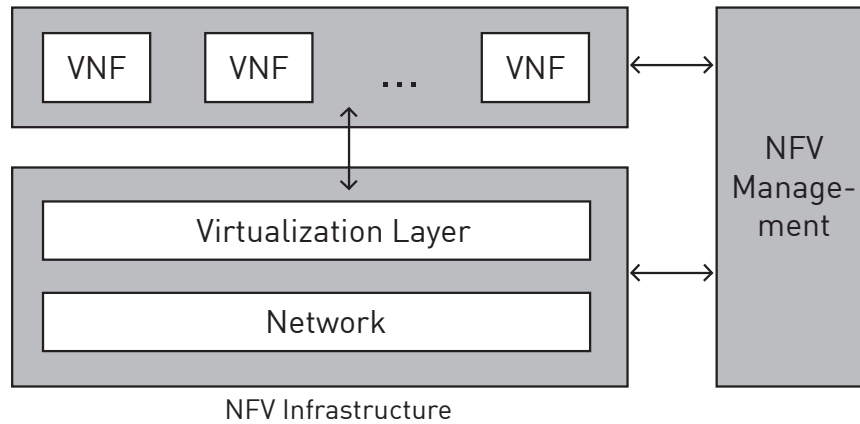 VNF VNF ... VNF
NFV
Manage-
ment
Virtualization Layer
Network
NFV Infrastructure